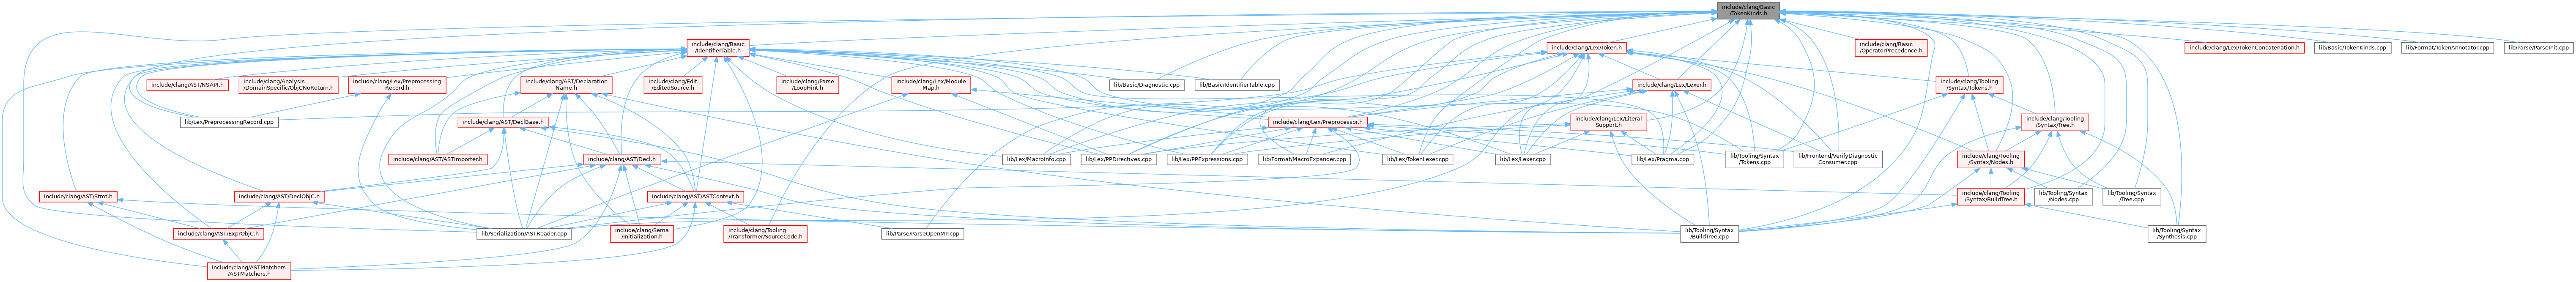 include/clang/Basic
/TokenKinds.h
include/clang/Basic
/IdentifierTable.h
include/clang/Lex/Token.h
include/clang/Basic
/OperatorPrecedence.h
include/clang/Lex/TokenConcatenation.h
lib/Basic/TokenKinds.cpp
lib/Format/TokenAnnotator.cpp
lib/Parse/ParseInit.cpp
include/clang/AST/NSAPI.h
include/clang/Analysis
/DomainSpecific/ObjCNoReturn.h
include/clang/Lex/Preprocessing
Record.h
include/clang/AST/Declaration
Name.h
include/clang/Edit
/EditedSource.h
include/clang/Parse
/LoopHint.h
include/clang/Lex/Module
Map.h
lib/Basic/Diagnostic.cpp
lib/Basic/IdentifierTable.cpp
include/clang/Lex/Lexer.h
include/clang/Tooling
/Syntax/Tokens.h
lib/Lex/PreprocessingRecord.cpp
include/clang/AST/DeclBase.h
include/clang/Lex/Preprocessor.h
include/clang/Lex/Literal
Support.h
include/clang/Tooling
/Syntax/Tree.h
include/clang/AST/ASTImporter.h
include/clang/AST/Decl.h
lib/Lex/MacroInfo.cpp
lib/Lex/PPDirectives.cpp
lib/Lex/PPExpressions.cpp
lib/Format/MacroExpander.cpp
lib/Lex/TokenLexer.cpp
lib/Lex/Lexer.cpp
lib/Lex/Pragma.cpp
lib/Tooling/Syntax
/Tokens.cpp
lib/Frontend/VerifyDiagnostic
Consumer.cpp
include/clang/Tooling
/Syntax/Nodes.h
include/clang/AST/Stmt.h
include/clang/AST/DeclObjC.h
include/clang/AST/ASTContext.h
include/clang/Tooling
/Syntax/BuildTree.h
lib/Tooling/Syntax
/Nodes.cpp
lib/Tooling/Syntax
/Tree.cpp
include/clang/AST/ExprObjC.h
lib/Serialization/ASTReader.cpp
include/clang/Sema
/Initialization.h
include/clang/Tooling
/Transformer/SourceCode.h
lib/Parse/ParseOpenMP.cpp
lib/Tooling/Syntax
/BuildTree.cpp
lib/Tooling/Syntax
/Synthesis.cpp
include/clang/ASTMatchers
/ASTMatchers.h